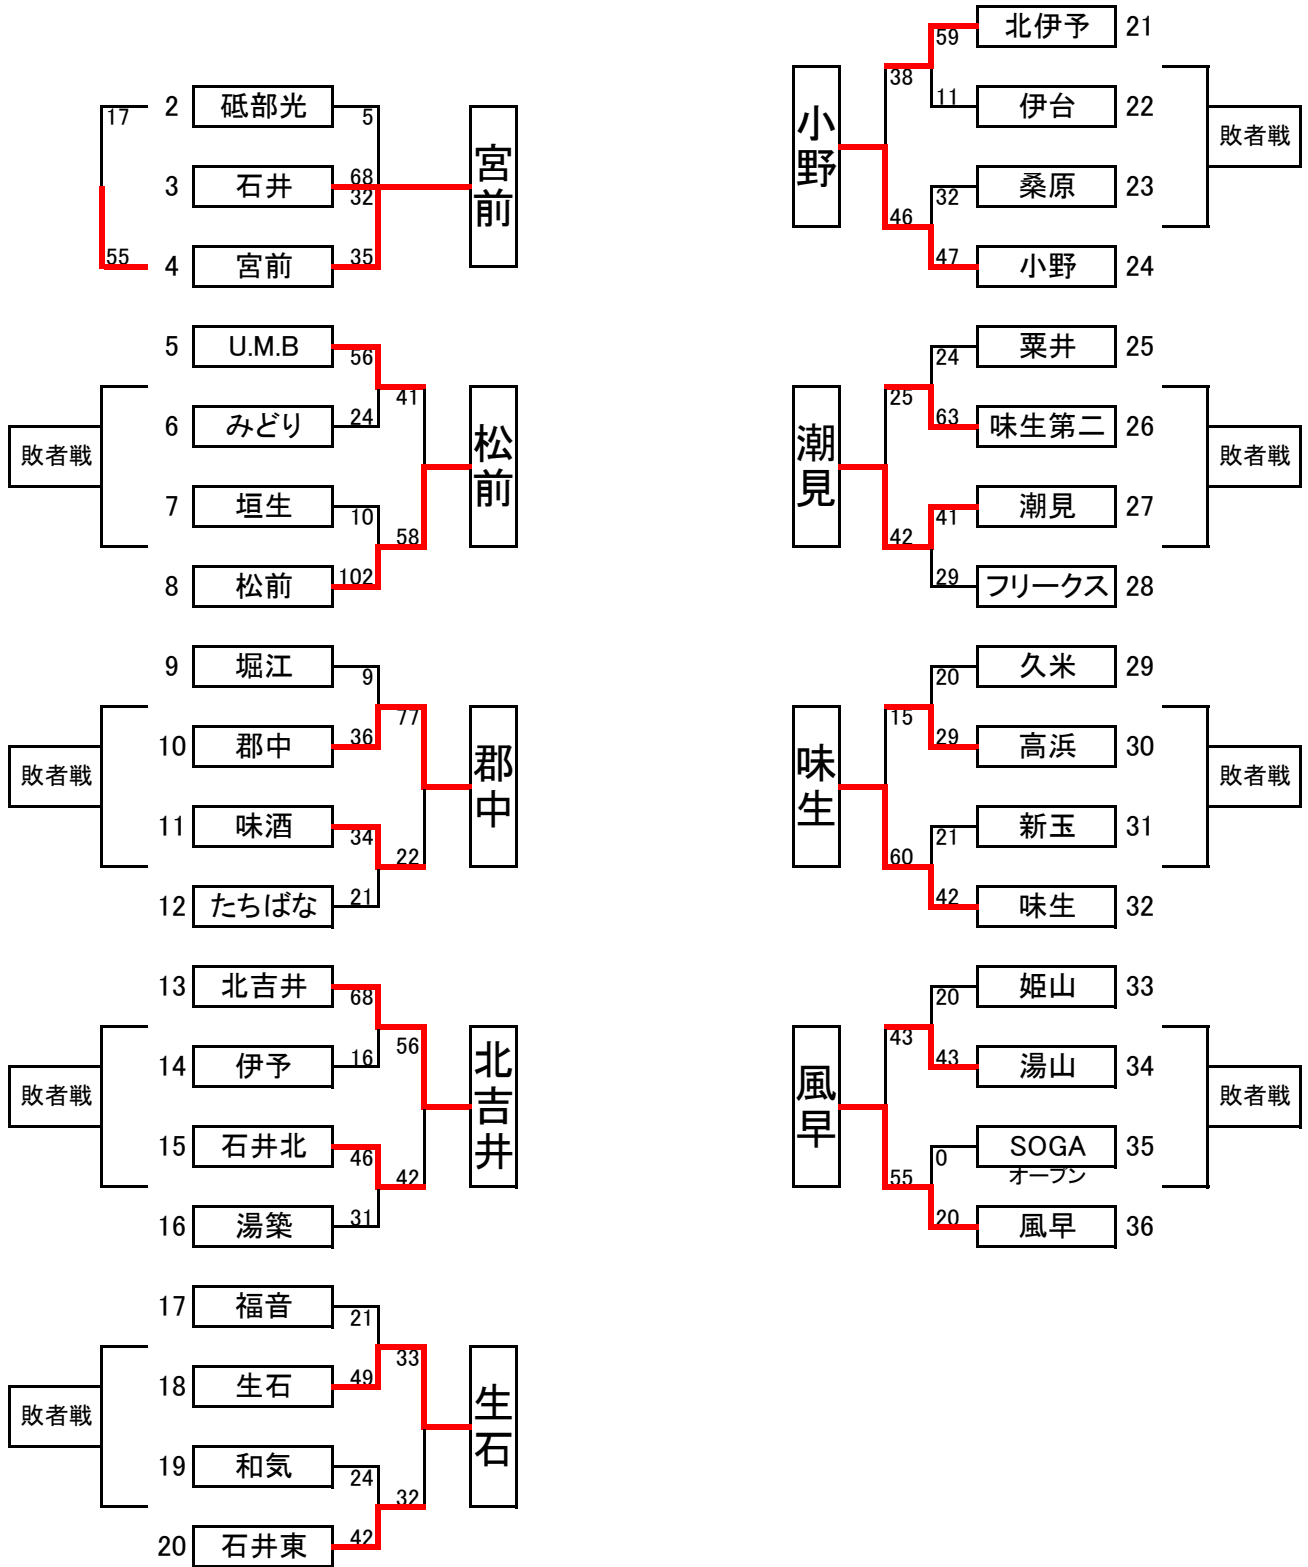 2 砥部光 5
17
3 石井 68
32
4 宮前 35
55
宮前
5 U.M.B 56
41
6 みどり 24
敗者戦
松前
7 垣生 10
58
8 松前 102
9 堀江 9
77
10 郡中 36
敗者戦
郡中
11 味酒 34
22
12 たちばな 21
13 北吉井 68
56
14 伊予 16
敗者戦
北吉井
15 石井北 46
42
16 湯築 31
17 福音 21
33
18 生石 49
敗者戦
生石
19 和気 24
32
20 石井東 42
59 北伊予 21
38
11 伊台 22
小野
敗者戦
32 桑原 23
46
47 小野 24
24 粟井 25
25
63 味生第二 26
潮見
敗者戦
41 潮見 27
42
29 フリークス 28
20 久米 29
15
29 高浜 30
味生
敗者戦
21 新玉 31
60
42 味生 32
20 姫山 33
43
43 湯山 34
風早
敗者戦
0 SOGA 35
オープン
55
20 風早 36